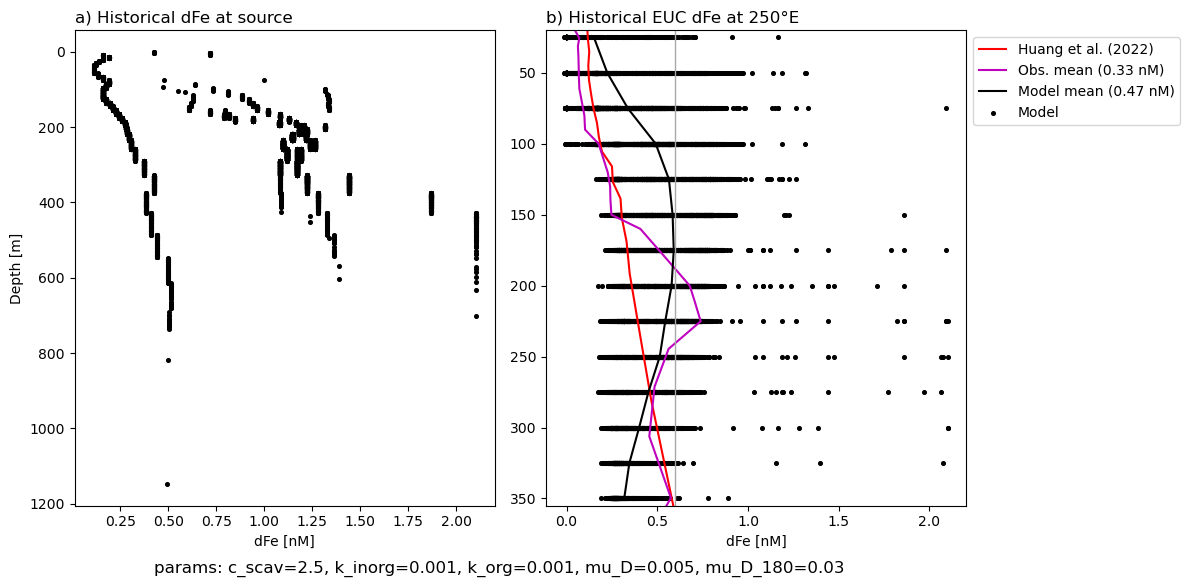 a) Historical dFe at source
0
200
400
600
800
1000
1200
Depth [m]
0.25 0.50 0.75 1.00 1.25 1.50 1.75 2.00
dFe [nM]
b) Historical EUC dFe at 250°E
50
100
150
200
250
300
350
0.0 0.5 1.0 1.5 2.0
dFe [nM]
Huang et al. (2022)
Obs. mean (0.33 nM)
Model mean (0.47 nM)
Model
params: c_scav=2.5, k_inorg=0.001, k_org=0.001, mu_D=0.005, mu_D_180=0.03